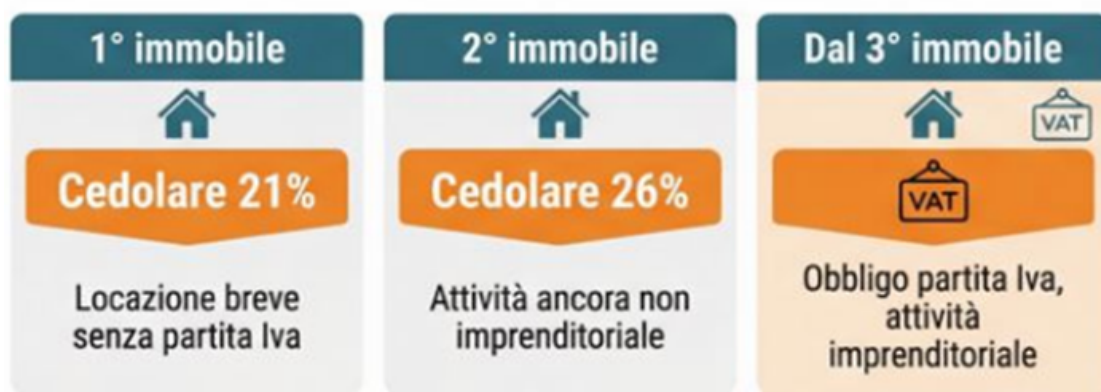 1° immobile
Cedolare 21%
Locazione breve
senza partita Iva
2° immobile
Cedolare 26%
Attività ancora non
imprenditoriale
Dal 3° immobile
VAT
VAT
Obbligo partita Iva,
attività
imprenditoriale